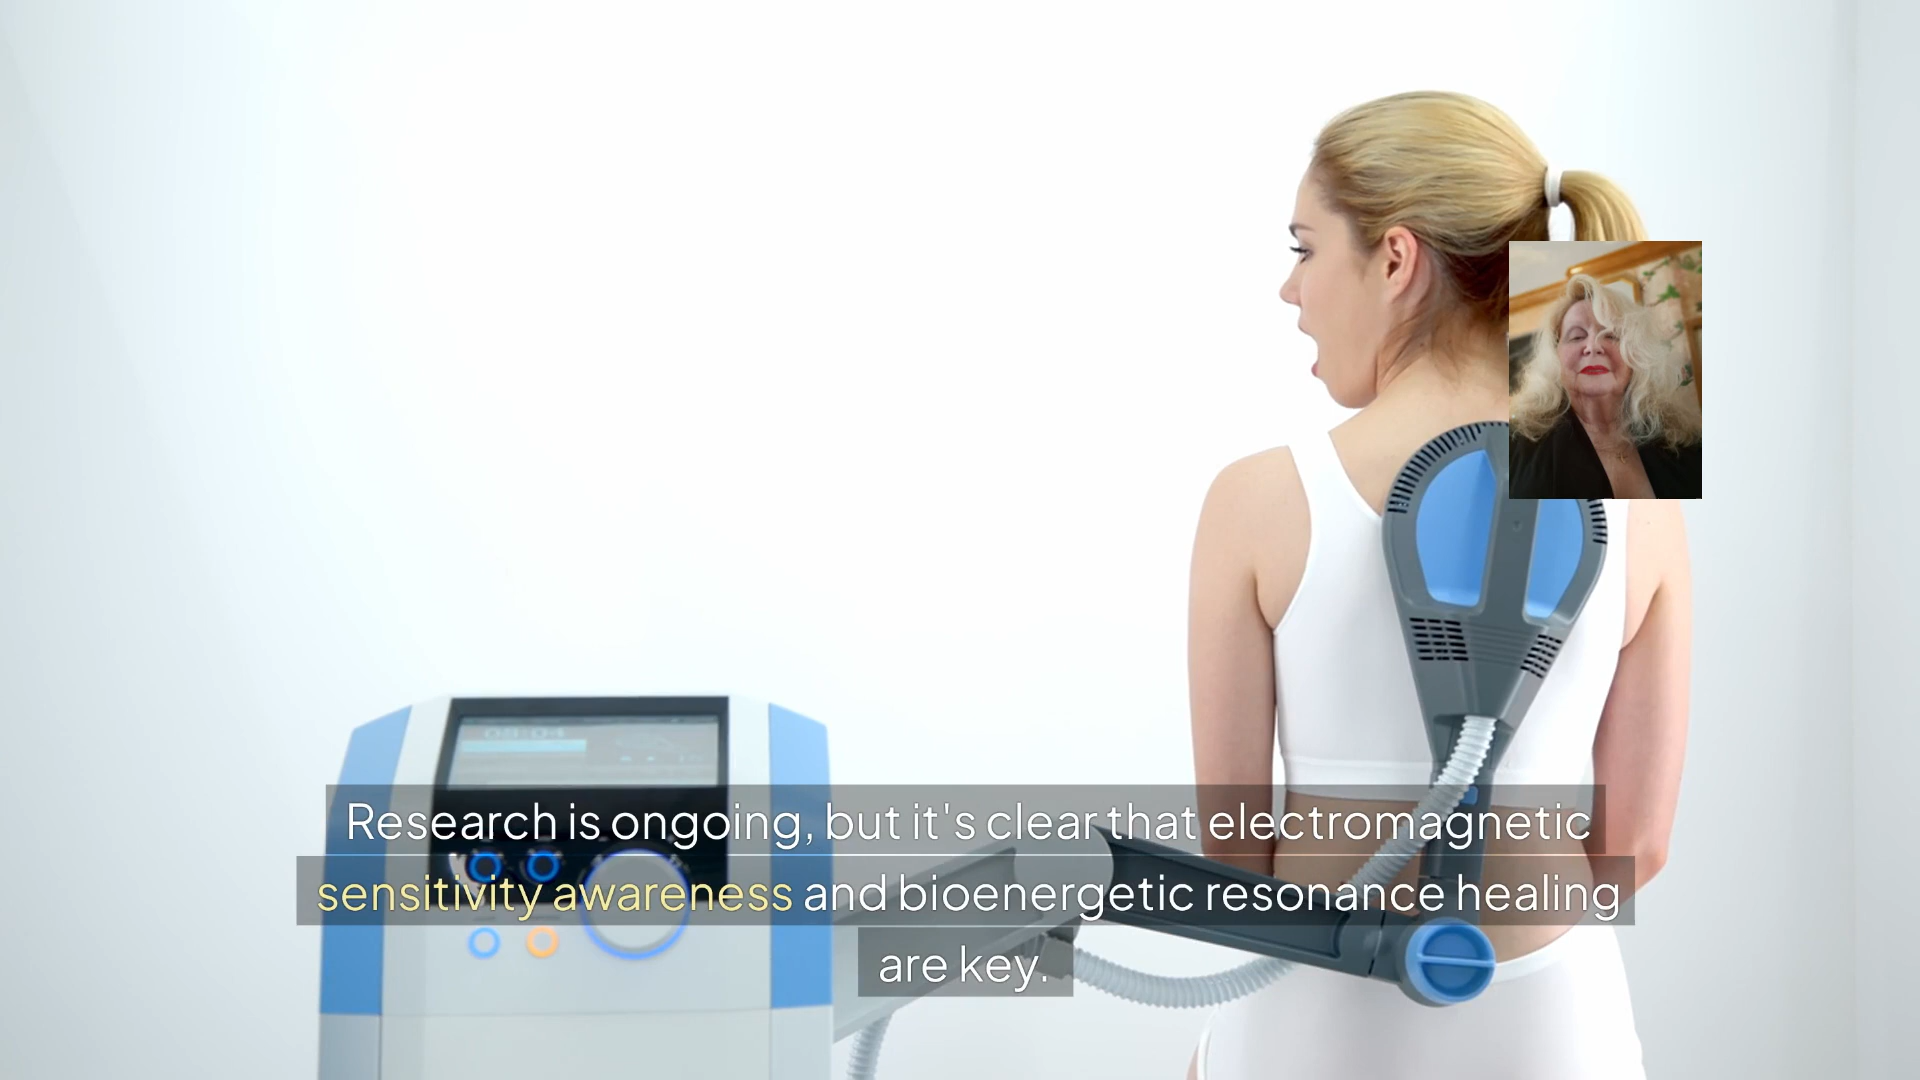 Research is ongoing, but it's clear that electromagnetic
sensitivity awareness and bioenergetic resonance healing
are key.